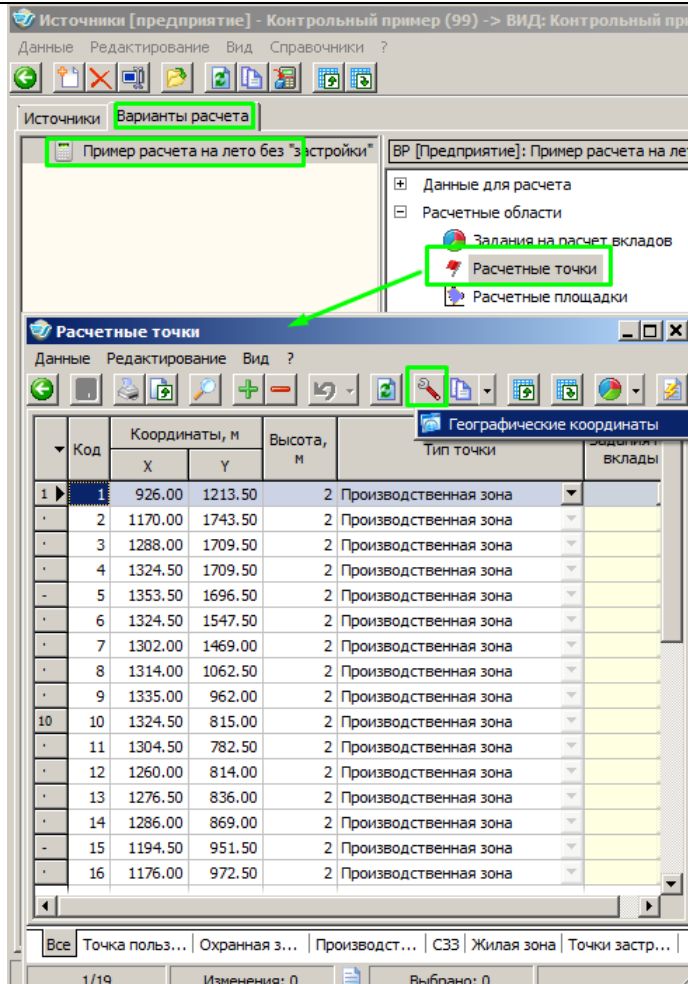 Источники [предприятие] - Контрольный пример (99) -> ВИД: Контрольный пр
Данные Редактирование Вид Справочники ?
Источники Варианты расчета
Пример расчета на лето без "застройки"
ВР [Предприятие]: Пример расчета на ле
Данные для расчета
Расчетные области
Задания на расчет вкладов
Расчетные точки
Расчетные площадки
Расчетные точки
Данные Редактирование Вид ?
Географические координаты
Код Координаты, м Высота, м Тип точки вклады
X Y
1 1 926.00 1213.50 2 Производственная зона
2 1170.00 1743.50 2 Производственная зона
3 1288.00 1709.50 2 Производственная зона
4 1324.50 1709.50 2 Производственная зона
- 5 1353.50 1696.50 2 Производственная зона
6 1324.50 1547.50 2 Производственная зона
7 1302.00 1469.00 2 Производственная зона
8 1314.00 1062.50 2 Производственная зона
9 1335.00 962.00 2 Производственная зона
10 10 1324.50 815.00 2 Производственная зона
11 1304.50 782.50 2 Производственная зона
12 1260.00 814.00 2 Производственная зона
13 1276.50 836.00 2 Производственная зона
14 1286.00 869.00 2 Производственная зона
- 15 1194.50 951.50 2 Производственная зона
16 1176.00 972.50 2 Производственная зона
Все Точка польз... Охранная з... Производст... СЗЗ Жилая зона Точки застр...
1/19 Изменения: 0 Выбрано: 0